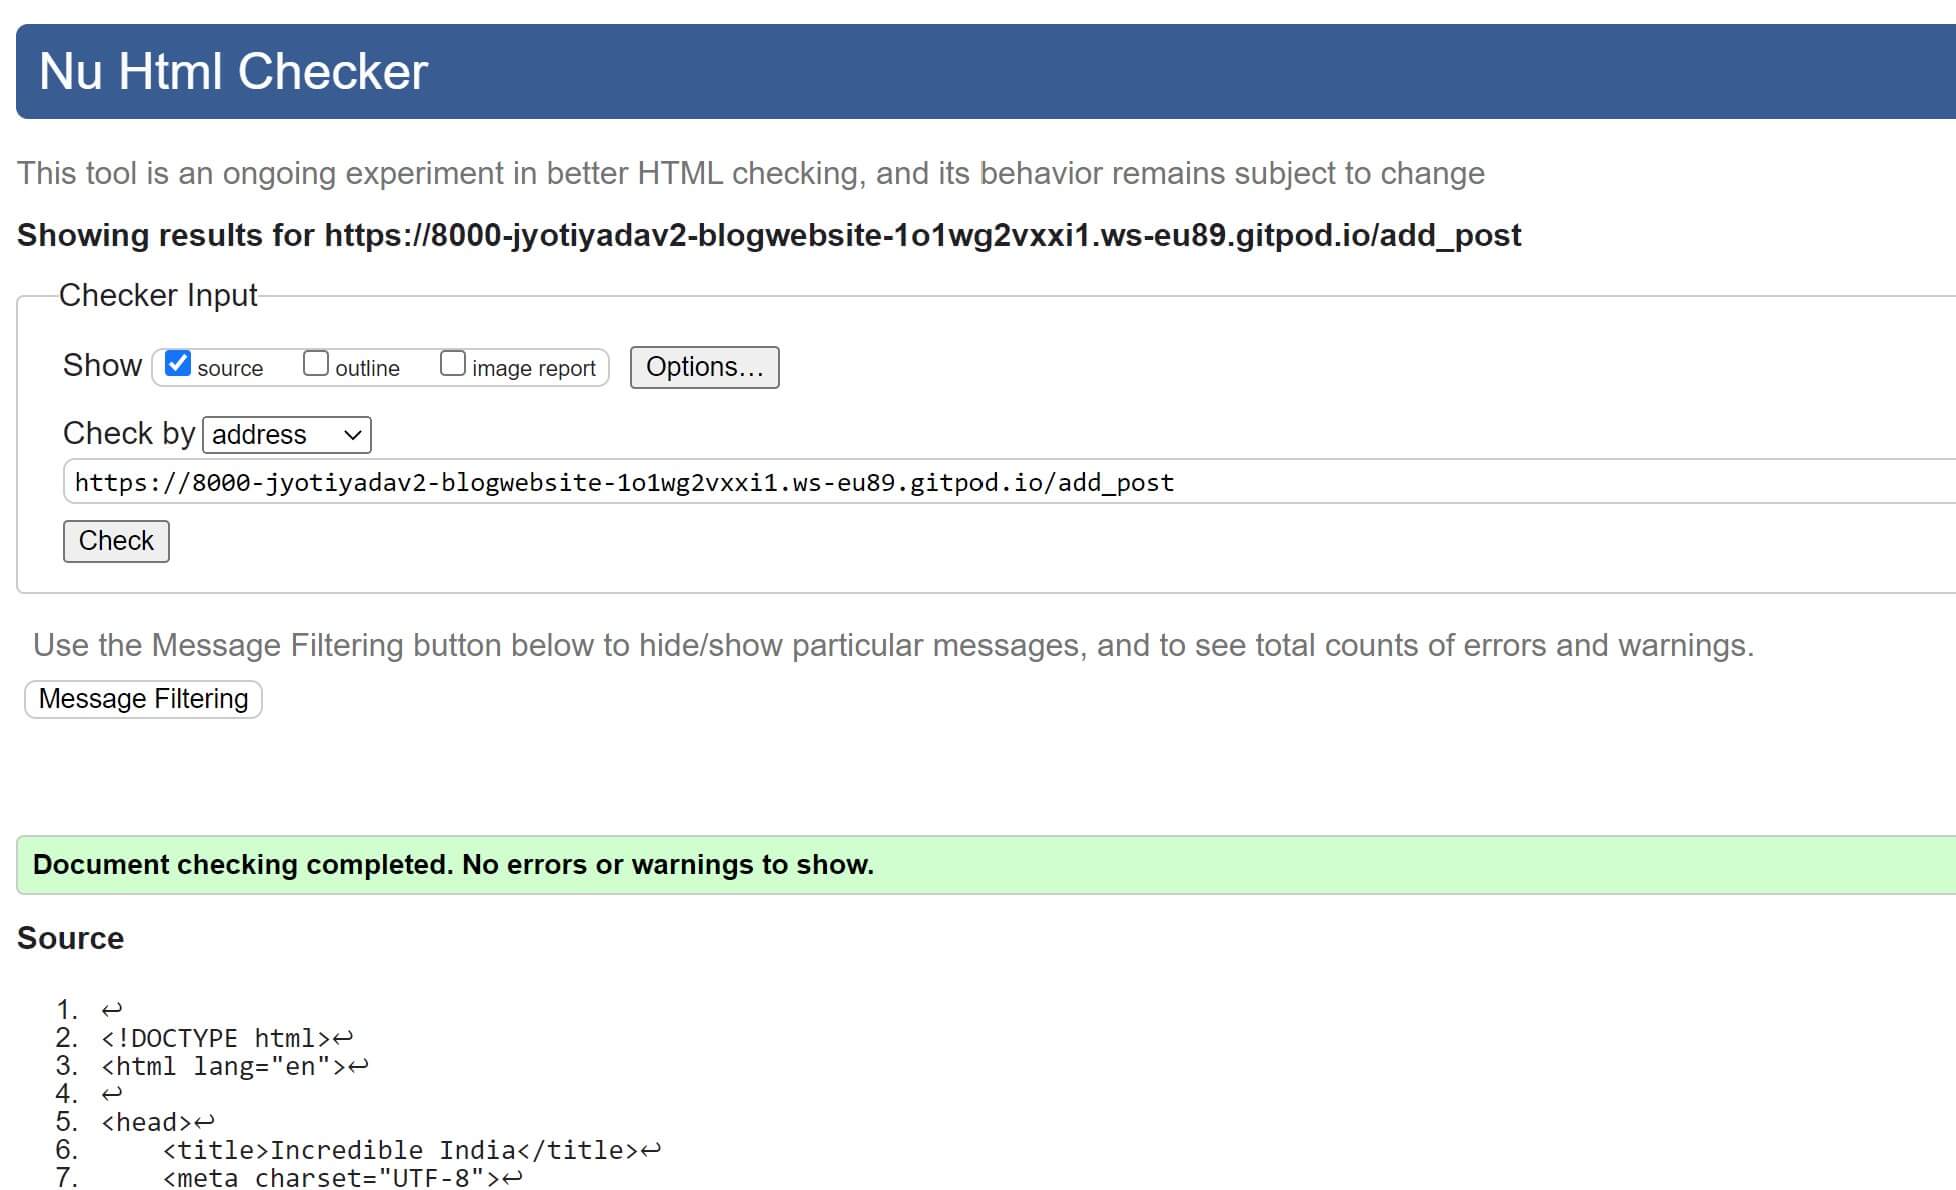 Nu Html Checker
This tool is an ongoing experiment in better HTML checking, and its behavior remains subject to change
Showing results for https://8000-jyotiyadav2-blogwebsite-1o1wg2vxxi1.ws-eu89.gitpod.io/add_post
Checker Input
Show source outline image report Options...
Check by address
https://8000-jyotiyadav2-blogwebsite-1o1wg2vxxi1.ws-eu89.gitpod.io/add_post
Check
Use the Message Filtering button below to hide/show particular messages, and to see total counts of errors and warnings.
Message Filtering
Document checking completed. No errors or warnings to show.
Source
1. ↩
2. <!DOCTYPE html>↩
3. <html lang="en">↩
4. ↩
5. <head>↩
6. <title>Incredible India</title>↩
7. <meta charset="UTF-8">↩